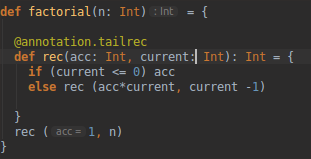 def factorial(n: Int) : Int = {
@annotation.tailrec
def rec(acc: Int, current: Int): Int = {
if (current <= 0) acc
else rec (acc*current, current -1)
}
rec ( acc = 1, n)
}